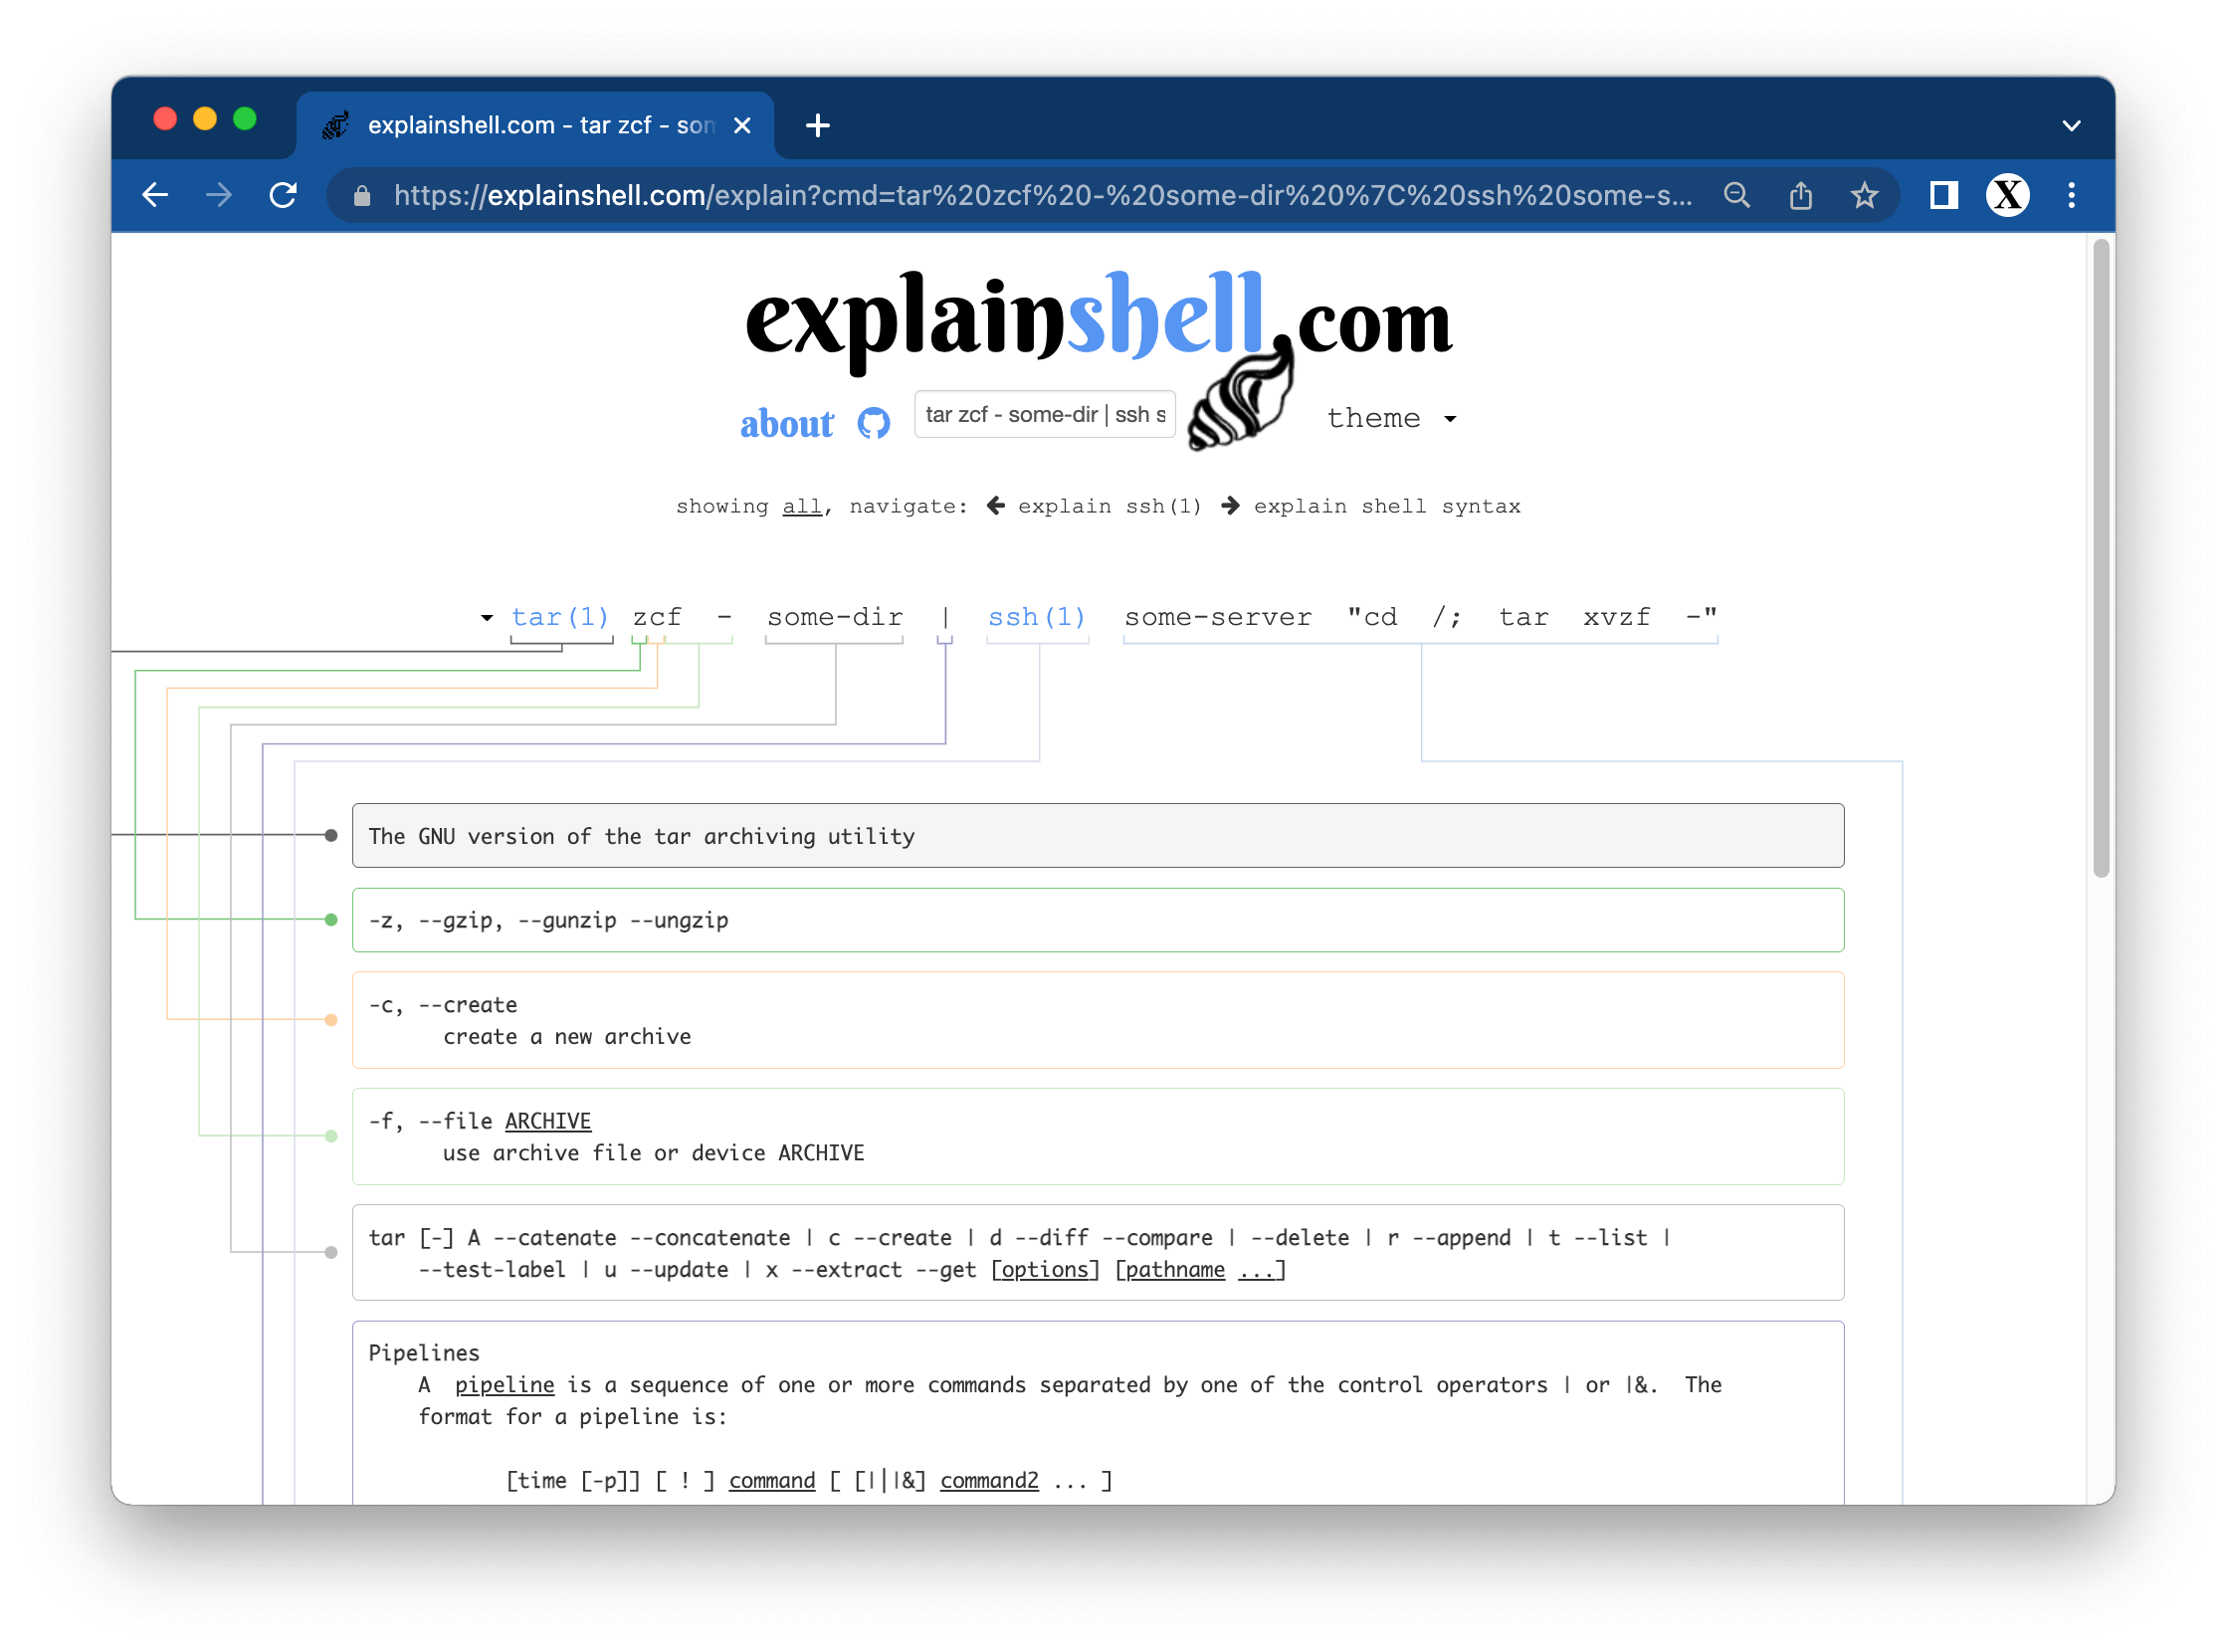 explainshell.com - tar zcf - som
https://explainshell.com/explain?cmd=tar%20zcf%20-%20some-dir%20%7C%20ssh%20some-s...
X
explainshell.com
about
tar zcf - some-dir | ssh s
theme
showing all, navigate: ← explain ssh(1) → explain shell syntax
tar(1) zcf - some-dir | ssh(1) some-server "cd /; tar xvzf -"
The GNU version of the tar archiving utility
-z, --gzip, --gunzip --ungzip
-c, --create
create a new archive
-f, --file ARCHIVE
use archive file or device ARCHIVE
tar [-] A --catenate --concatenate | c --create | d --diff --compare | --delete | r --append | t --list |
--test-label | u --update | x --extract --get [options] [pathname ...]
Pipelines
A pipeline is a sequence of one or more commands separated by one of the control operators | or |&. The
format for a pipeline is:
[time [-p]] [ ! ] command [ [||&] command2 ... ]